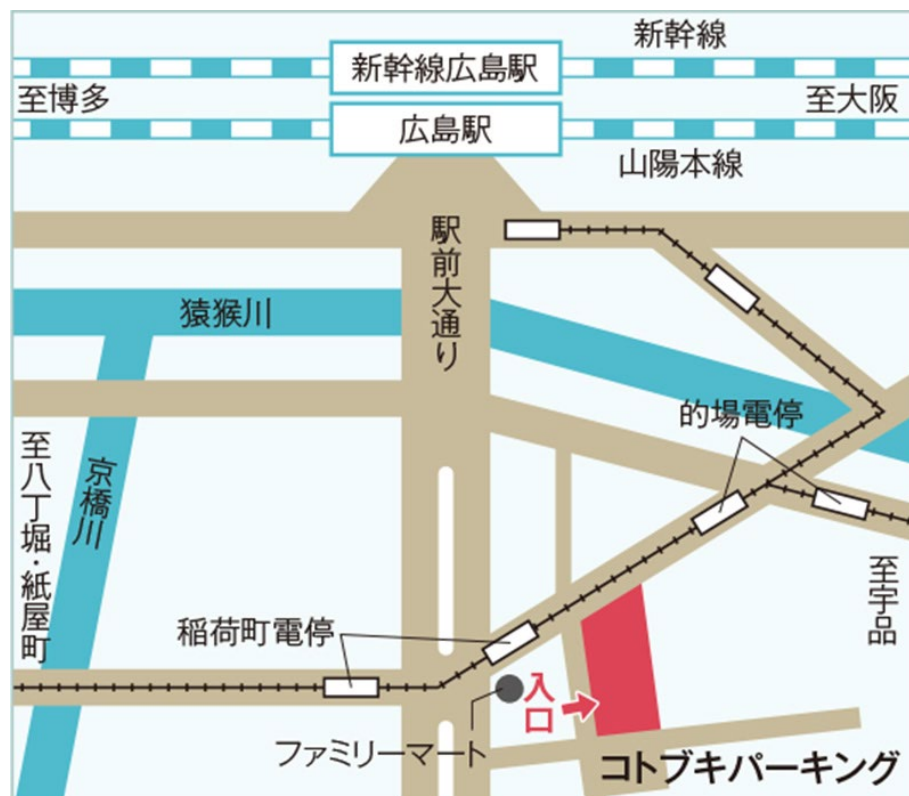 新幹線
新幹線広島駅
至博多
至大阪
広島駅
山陽本線
駅前大通り
猿猴川
的場電停
京橋川
至八丁堀・紙屋町
至宇品
稲荷町電停
入口
ファミリーマート
コトブキパーキング